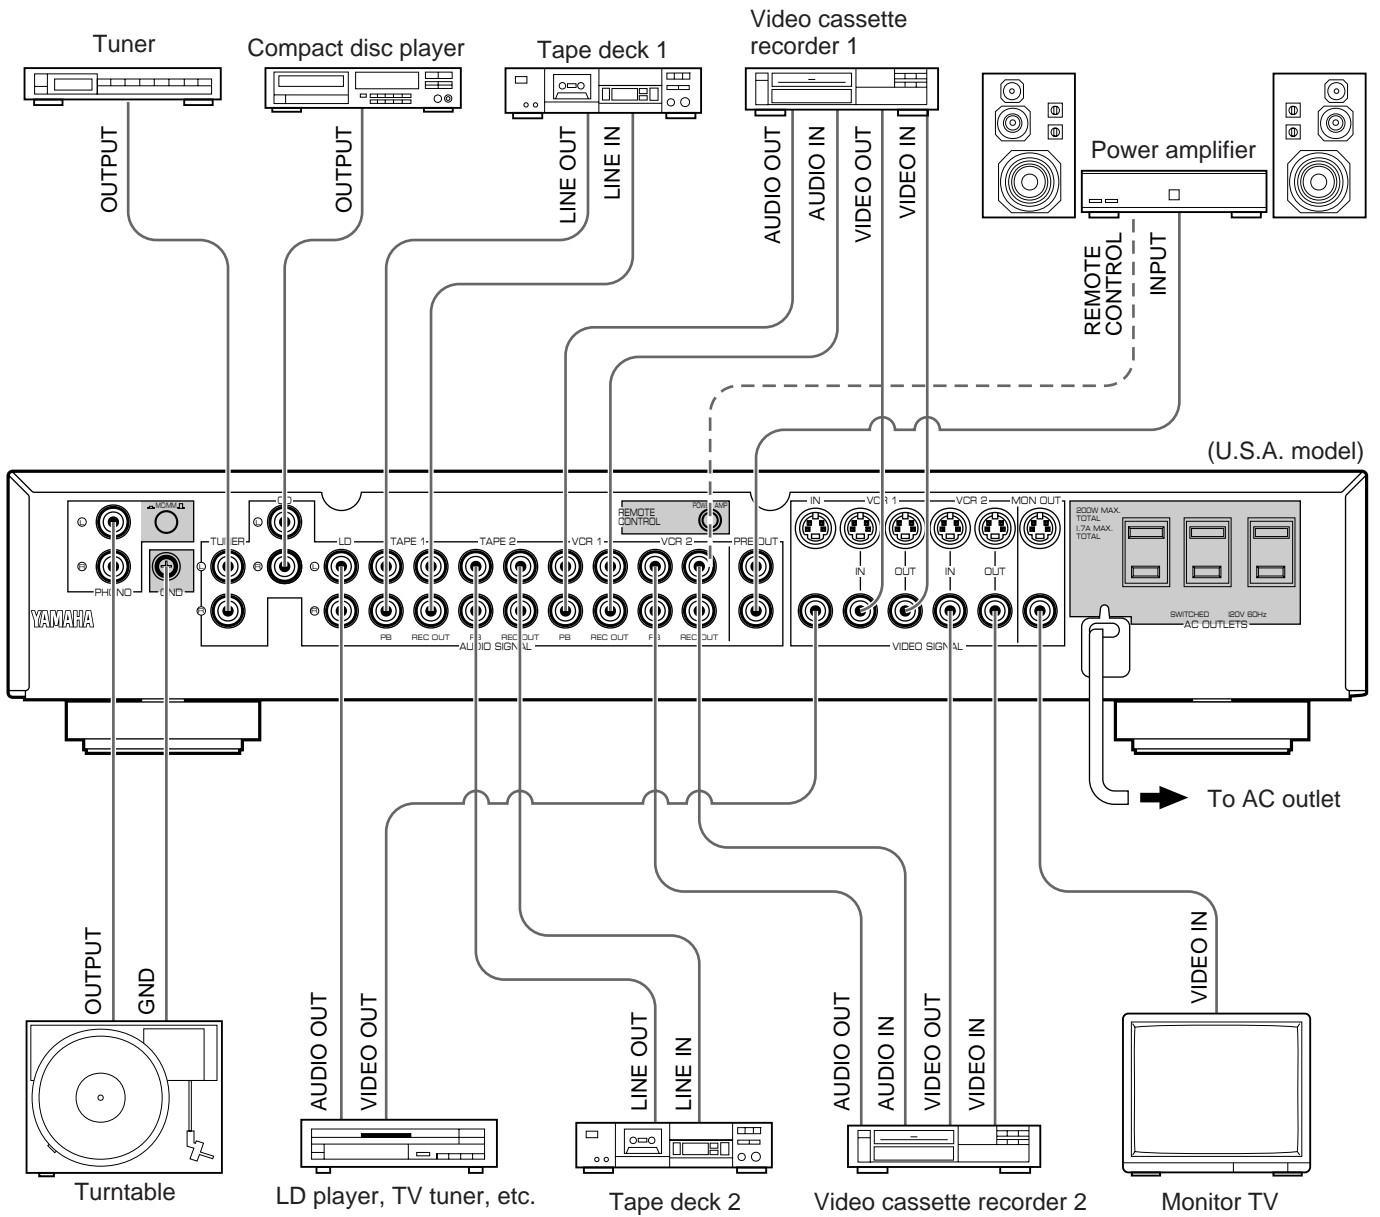 Video cassette
recorder 1
Tuner
Compact disc player
Tape deck 1
OUTPUT
OUTPUT
LINE OUT
LINE IN
AUDIO OUT
AUDIO IN
VIDEO OUT
VIDEO IN
Power amplifier
REMOTE
CONTROL
INPUT
(U.S.A. model)
MC MM
L
R
PHONO
GND
YAMAHA
TUNER
L
R
CD
L
R
LD
L
R
TAPE 1
TAPE 2
VCR 1
VCR 2
REMOTE
CONTROL
POWER AMP
PRE OUT
PB
REC OUT
PB
REC OUT
PB
REC OUT
PB
REC OUT
AUDIO SIGNAL
IN
VCR 1
VCR 2
MON OUT
IN
OUT
IN
OUT
VIDEO SIGNAL
200W MAX.
TOTAL
1.7A MAX.
TOTAL
SWITCHED 120V 60Hz
AC OUTLETS
To AC outlet
OUTPUT
GND
AUDIO OUT
VIDEO OUT
LINE OUT
LINE IN
AUDIO OUT
AUDIO IN
VIDEO OUT
VIDEO IN
VIDEO IN
Turntable
LD player, TV tuner, etc.
Tape deck 2
Video cassette recorder 2
Monitor TV